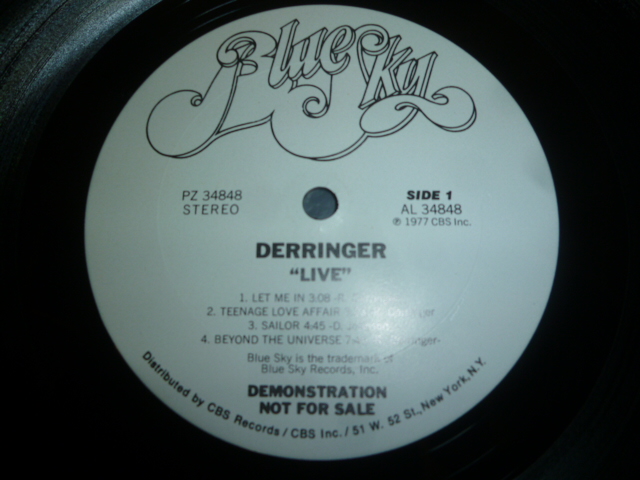 Blue Sky
PZ 34848
STEREO
SIDE 1
AL 34848
℗ 1977 CBS Inc.
DERRINGER
"LIVE"
1. LET ME IN 3:08 -R.
2. TEENAGE LOVE AFFAIR
3. SAILOR 4:45 -D.
4. BEYOND THE UNIVERSE
Blue Sky is the trademark of
Blue Sky Records, Inc.
DEMONSTRATION
NOT FOR SALE
Distributed by CBS Records / CBS Inc. / 51 W. 52 St., New York, N.Y.